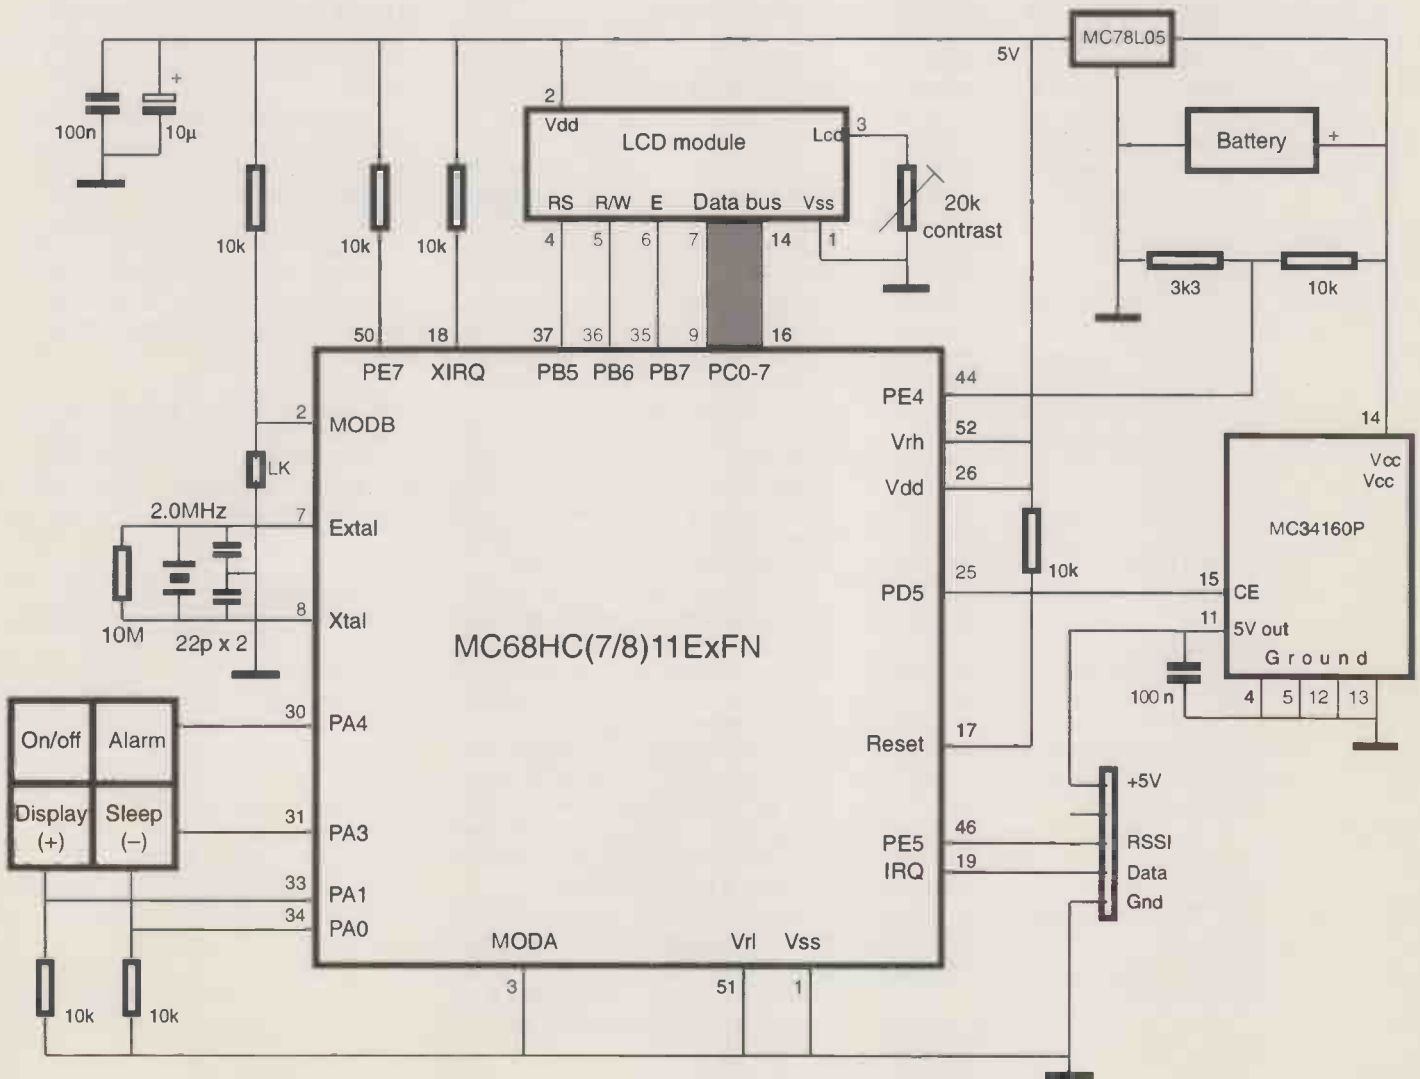 MC78L05
5V
+
100n
10µ
2
Vdd
LCD module
Lcd
3
Battery
+
RS
R/W
E
Data bus
Vss
20k
contrast
10k
10k
10k
4
5
6
7
14
1
3k3
10k
50
18
37
36
35
9
16
PE7
XIRQ
PB5
PB6
PB7
PC0-7
44
PE4
2
MODB
52
Vrh
14
Vcc
Vcc
LK
26
Vdd
2.0MHz
7
Extal
MC34160P
10k
25
PD5
15
CE
8
Xtal
11
5V out
10M
22p x 2
MC68HC(7/8)11ExFN
Ground
100n
4
5
12
13
30
PA4
On/off
Alarm
17
Reset
+5V
Display
(+)
Sleep
(–)
31
PA3
46
PE5
RSSI
19
IRQ
Data
33
PA1
Gnd
34
PA0
MODA
Vrl
Vss
3
51
1
10k
10k